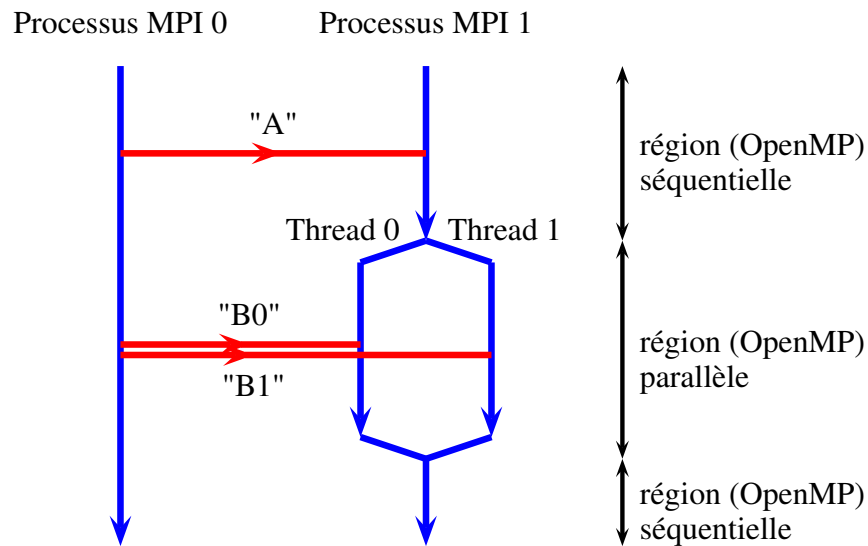 Processus MPI 0
Processus MPI 1
"A"
région (OpenMP)
séquentielle
Thread 0
Thread 1
"B0"
"B1"
région (OpenMP)
parallèle
région (OpenMP)
séquentielle